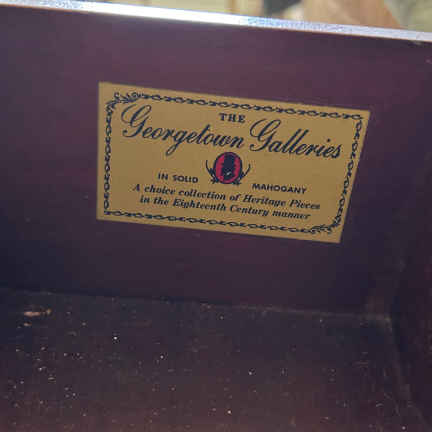 THE
Georgetown Galleries
IN SOLID MAHOGANY
A choice collection of Heritage Pieces
in the Eighteenth Century manner